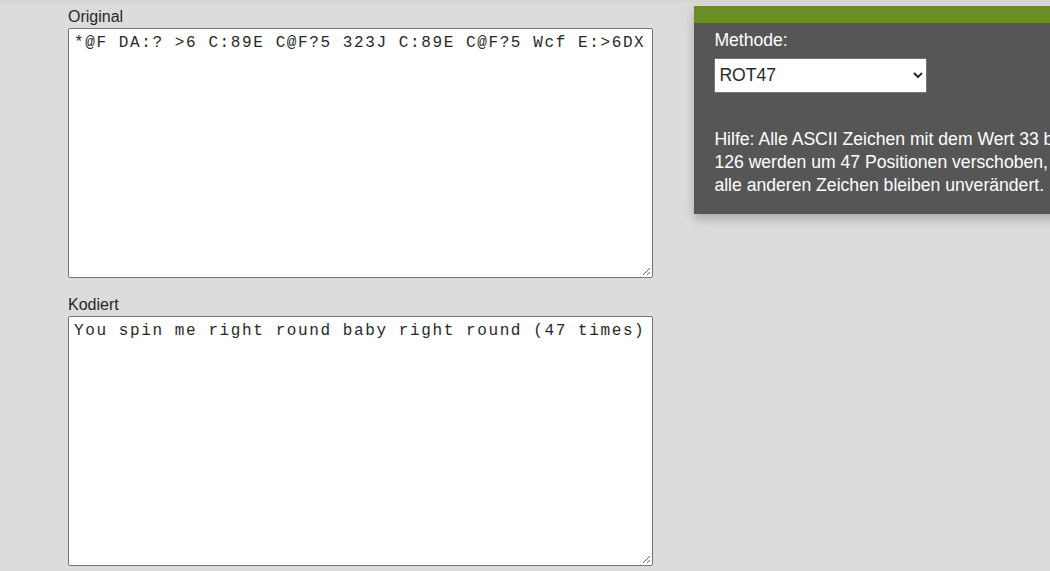 Original
*@F DA:? >6 C:89E C@F?5 323J C:89E C@F?5 Wcf E:>6DX
Kodiert
You spin me right round baby right round (47 times)
Methode:
ROT47
Hilfe: Alle ASCII Zeichen mit dem Wert 33 b
126 werden um 47 Positionen verschoben,
alle anderen Zeichen bleiben unverändert.